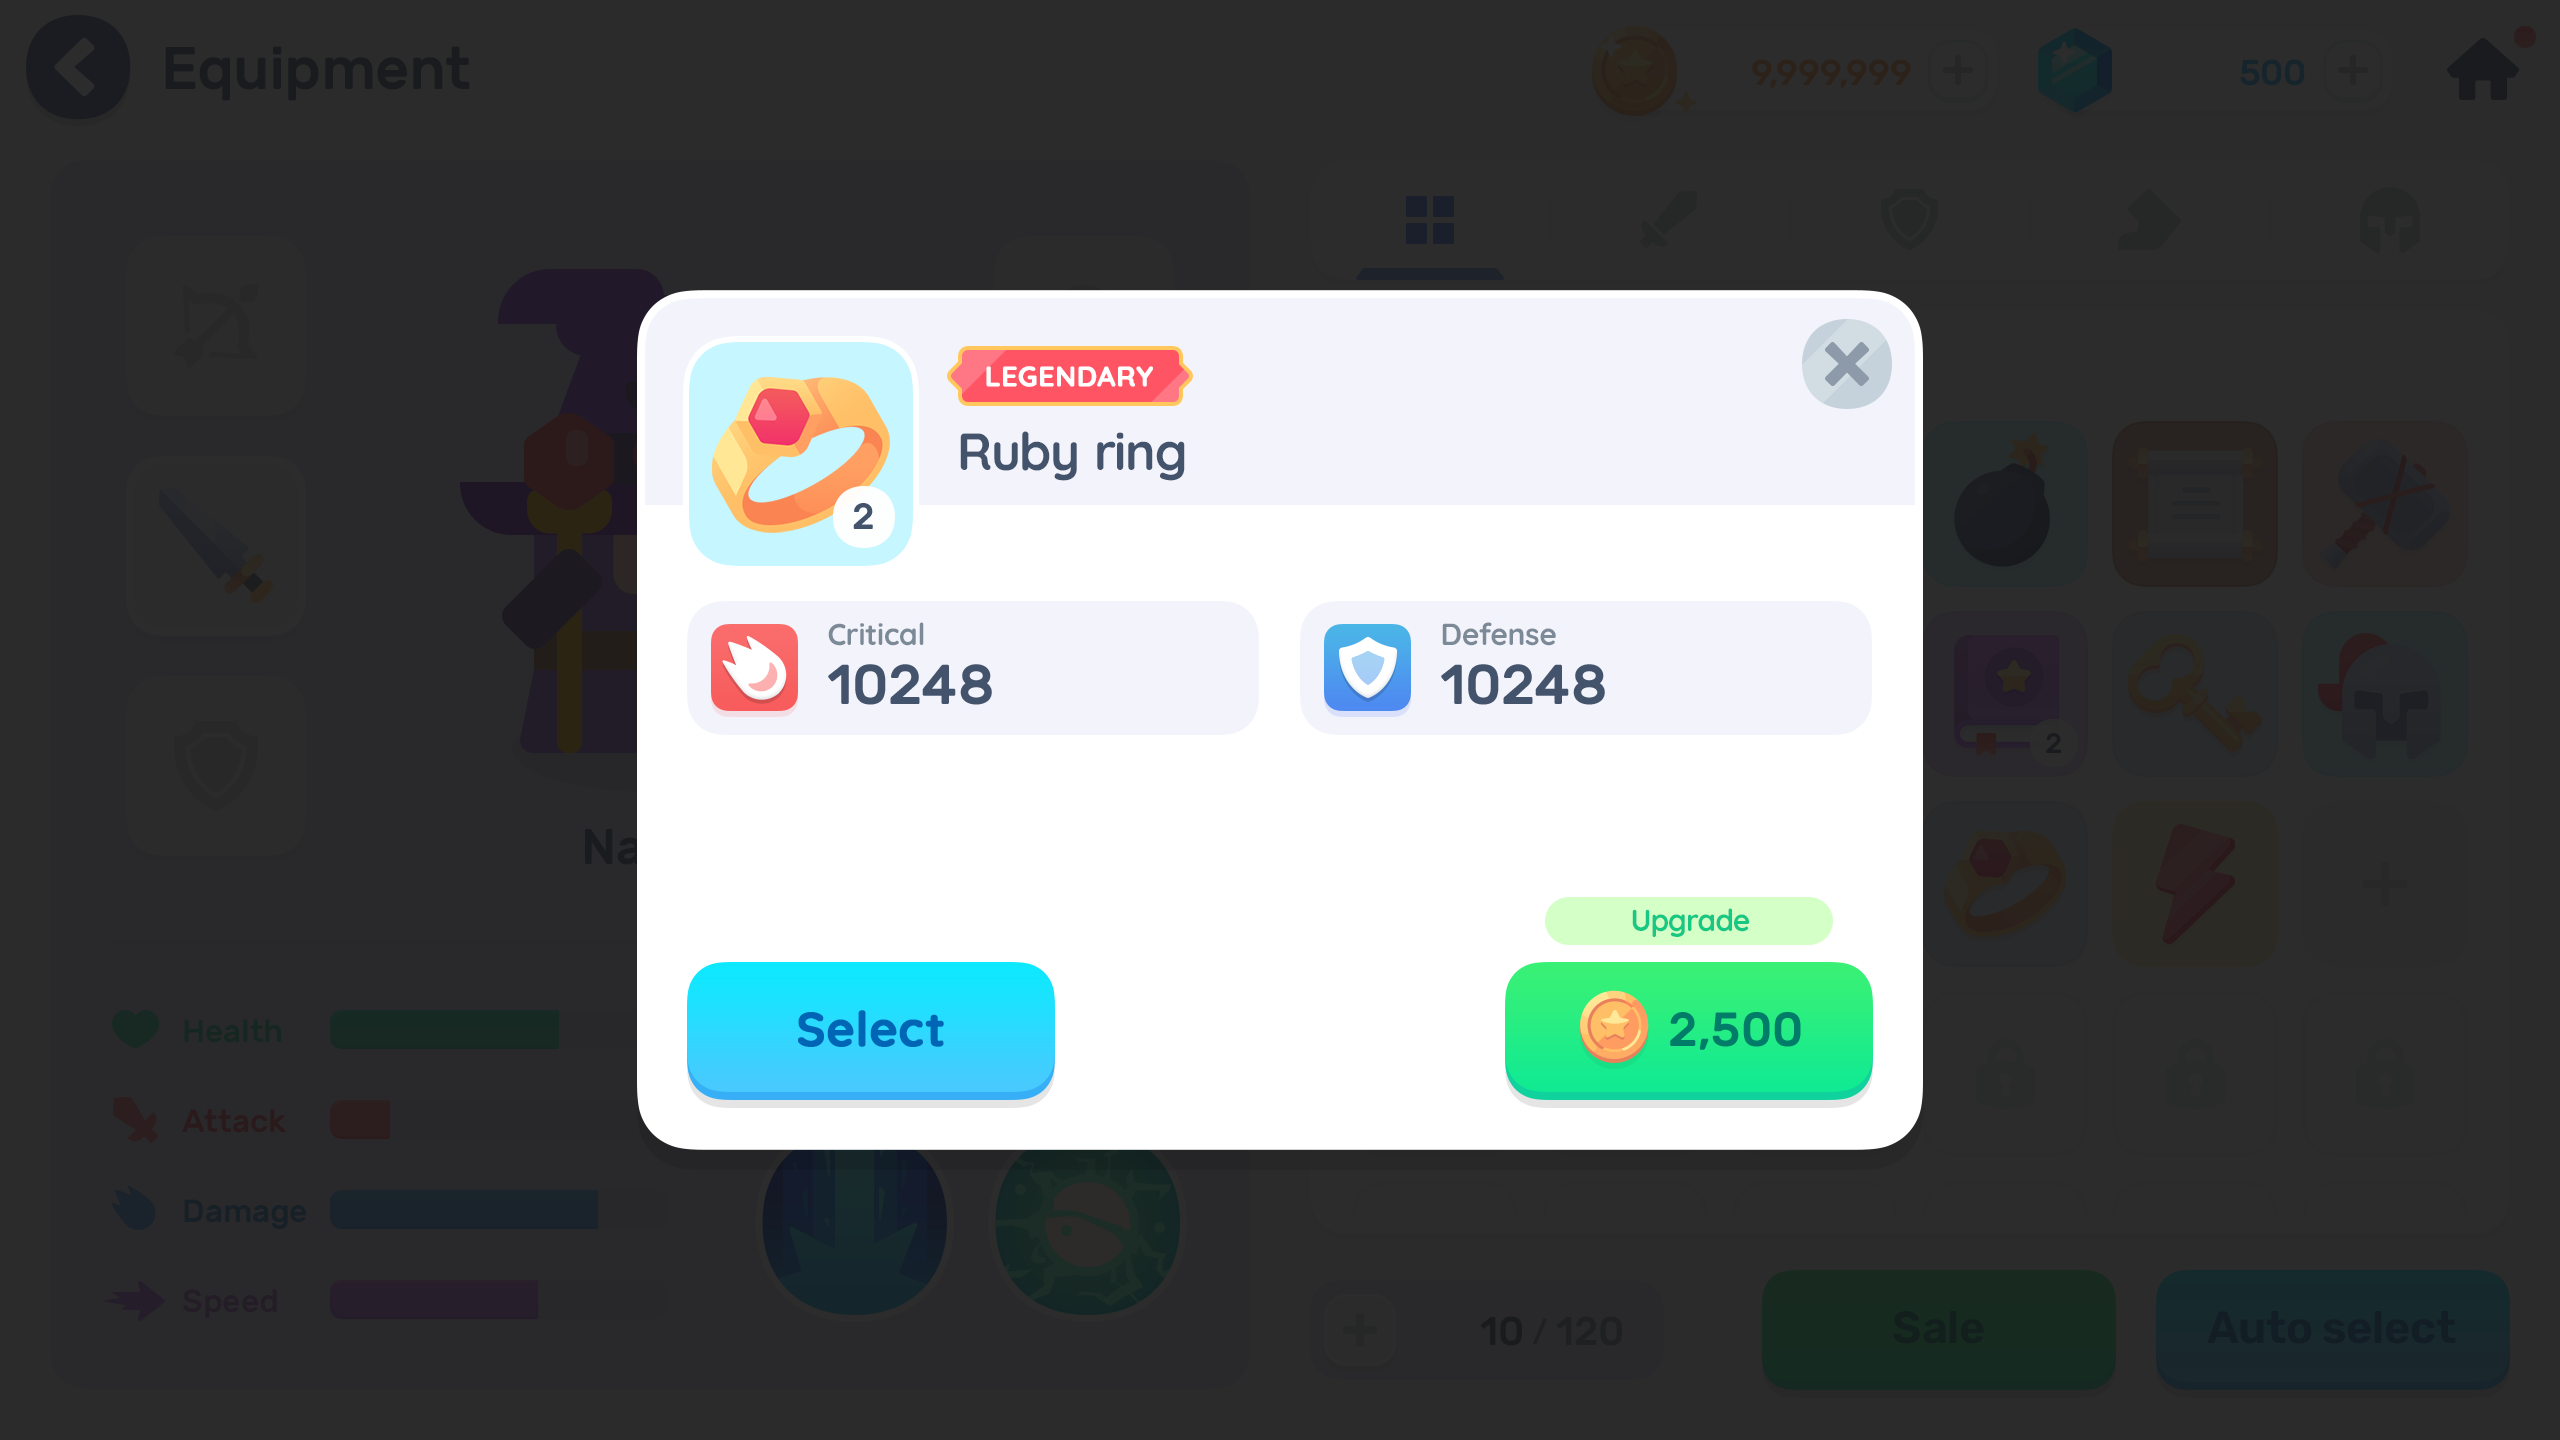 Equipment
9,999,999
500
LEGENDARY
Ruby ring
2
Critical
10248
Defense
10248
2
Upgrade
Select
2,500
Health
Attack
Damage
Speed
10 / 120
Sale
Auto select